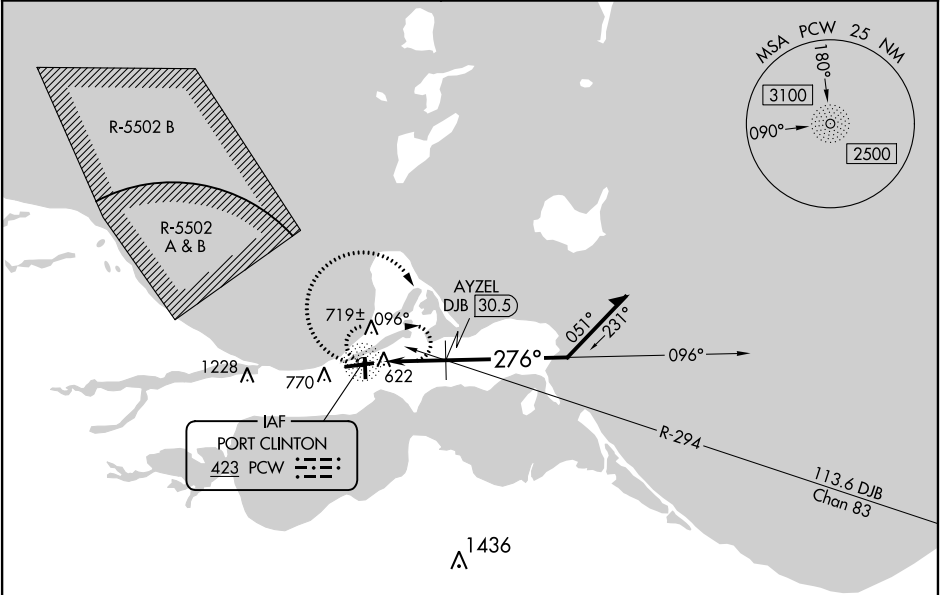 MSA PCW 25 NM
180°
3100
090°
2500
R-5502 B
R-5502
A & B
AYZEL
DJB 30.5
719±
096°
051°
231°
276°
096°
1228
770
622
IAF
PORT CLINTON
423 PCW
R-294
113.6 DJB
Chan 83
1436